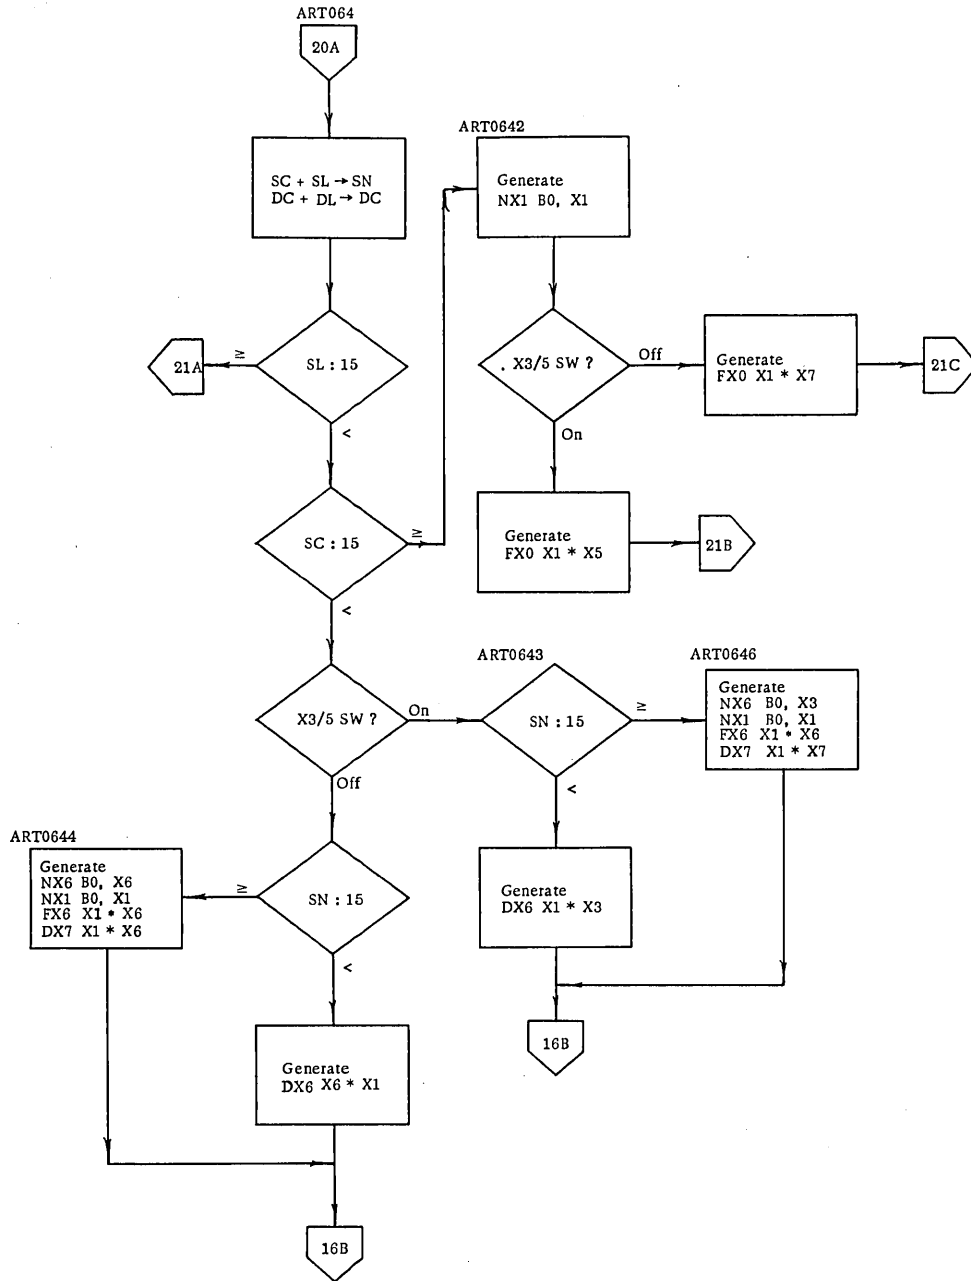 ART064
20A
SC + SL → SN
DC + DL → DC
SL : 15
≥
21A
<
SC : 15
≥
<
ART0642
Generate
NX1 B0, X1
. X3/5 SW ?
Off
Generate
FX0 X1 * X7
21C
On
Generate
FX0 X1 * X5
21B
X3/5 SW ?
On
Off
ART0643
SN : 15
≥
<
ART0646
Generate
NX6 B0, X3
NX1 B0, X1
FX6 X1 * X6
DX7 X1 * X7
Generate
DX6 X1 * X3
16B
SN : 15
≥
<
ART0644
Generate
NX6 B0, X6
NX1 B0, X1
FX6 X1 * X6
DX7 X1 * X6
Generate
DX6 X6 * X1
16B